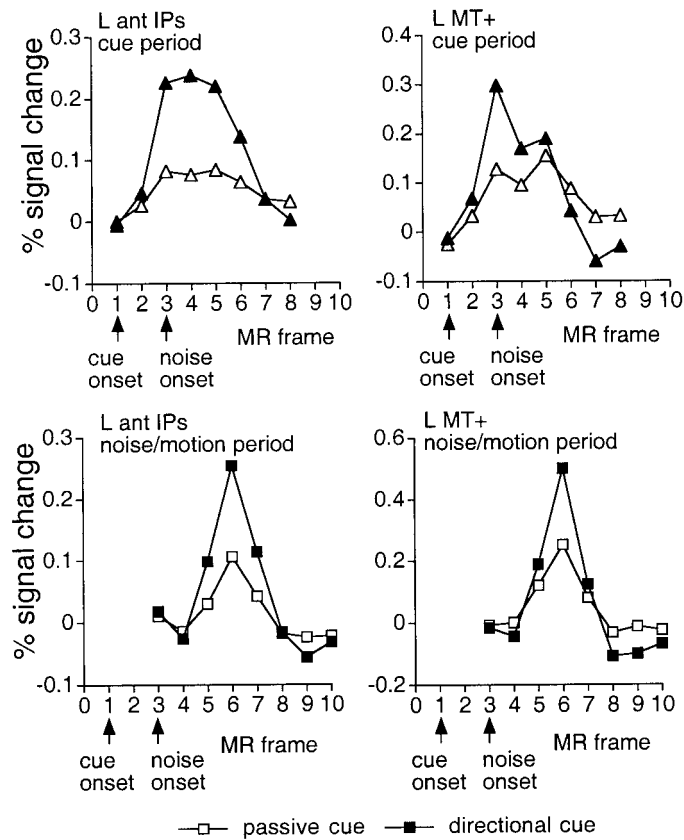 L ant IPs
cue period
L MT+
cue period
% signal change
0.3
0.2
0.1
0
-0.1
0 1 2 3 4 5 6 7 8 9 10
MR frame
cue
onset
noise
onset
0.4
0.3
0.2
0.1
0
-0.1
0 1 2 3 4 5 6 7 8 9 10
MR frame
cue
onset
noise
onset
L ant IPs
noise/motion period
L MT+
noise/motion period
% signal change
0.3
0.2
0.1
0
-0.1
0 1 2 3 4 5 6 7 8 9 10
MR frame
cue
onset
noise
onset
0.6
0.4
0.2
0
-0.2
0 1 2 3 4 5 6 7 8 9 10
MR frame
cue
onset
noise
onset
passive cue
directional cue